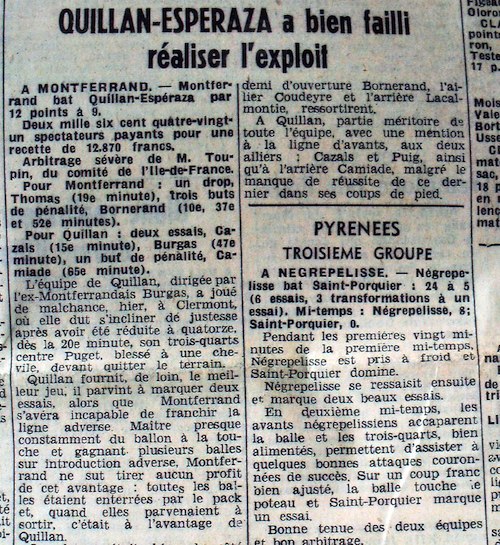 QUILLAN-ESPERAZA a bien failli
réaliser l'exploit
A MONTFERRAND. — Montfer-
rand bat Quillan-Espéraza par
12 points à 9.
Deux mille six cent quatre-vingt-
un spectateurs payants pour une
recette de 12.870 francs.
Arbitrage sévère de M. Tou-
pin, du comité de l'Ile-de-France.
Pour Montferrand : un drop,
Thomas (19e minute), trois buts
de pénalité, Bornerand (10e, 37e
et 52e minutes).
Pour Quillan : deux essais, Ca-
zals (15e minute), Burgas (47e
minute), un but de pénalité, Ca-
miade (65e minute).
L'équipe de Quillan, dirigée par
l'ex-Montferrandais Burgas, a joué
de malchance, hier, à Clermont,
où elle dut s'incliner de justesse
après avoir été réduite à quatorze,
dès la 20e minute, son trois-quarts
centre Puget, blessé à une che-
vile, devant quitter le terrain.
Quillan fournit, de loin, le meil-
leur jeu, il parvint à marquer deux
essais, alors que Montferrand
s'avéra incapable de franchir la
ligne adverse. Maître presque
constamment du ballon à la tou-
che et gagnant plusieurs balles
sur introduction adverse, Montfer-
rand ne sut tirer aucun profit
de cet avantage : toutes les bal-
les étaient enterrées par le pack
et, quand elles parvenaient à
sortir, c'était à l'avantage de
Quillan.
demi d'ouverture Bornerand, l'ai-
lier Coudeyre et l'arrière Lacal-
montie, ressortirent.
A Quillan, partie méritoire de
toute l'équipe, avec une mention
à la ligne d'avants, aux deux
alliers : Cazals et Puig, ainsi
qu'à l'arrière Camiade, malgré le
manque de réussite de ce der-
nier dans ses coups de pied.
PYRENEES
TROISIEME GROUPE
A NEGREPELISSE. — Négrepe-
lisse bat Saint-Porquier : 24 à 5
(6 essais, 3 transformations à un
essai). Mi-temps : Négrepelisse, 8;
Saint-Porquier, 0.
Pendant les premières vingt mi-
nutes de la première mi-temps,
Négrepelisse est pris à froid et
Saint-Porquier domine.
Négrepelisse se ressaisit ensuite
et marque deux beaux essais.
En deuxième mi-temps, les
avants négrepelissiens accaparent
la balle et les trois-quarts, bien
alimentés, permettent d'assister à
quelques bonnes attaques couron-
nées de succès. Sur un coup franc
bien ajusté, la balle touche le
poteau et Saint-Porquier marque
un essai.
Bonne tenue des deux équipes
et bon arbitrage.